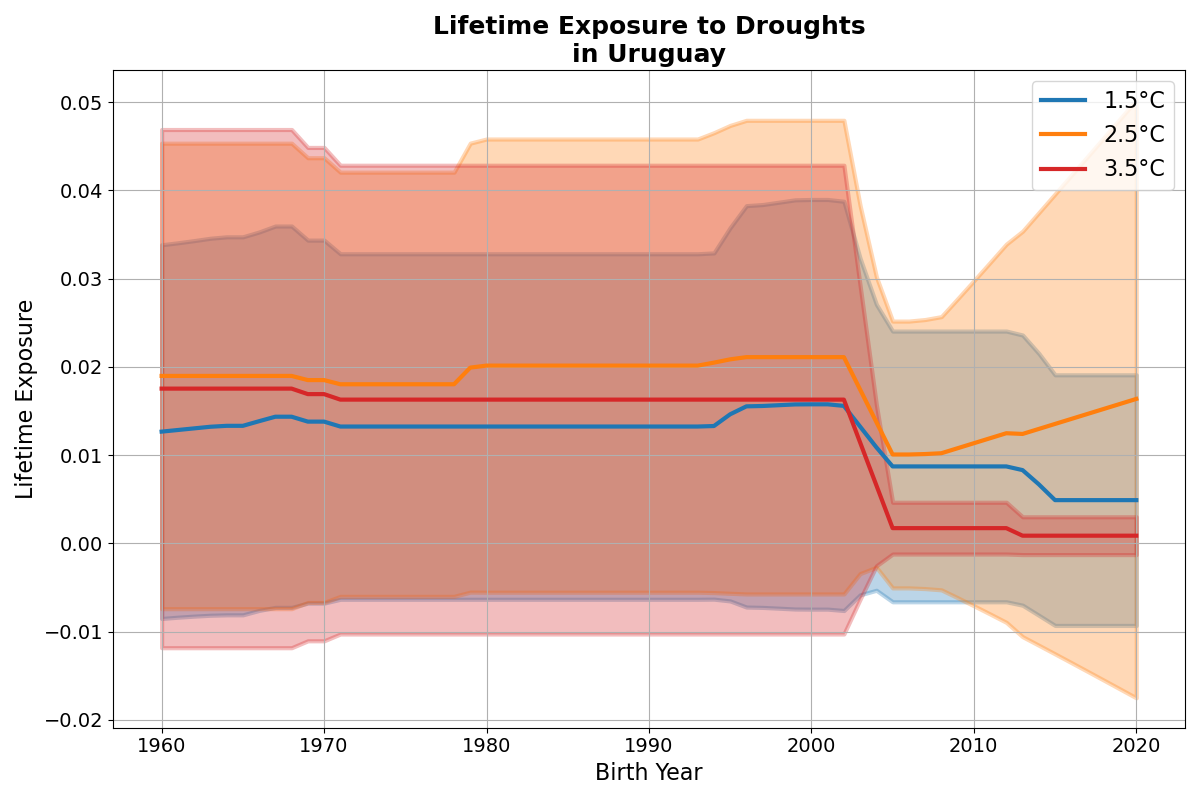 Lifetime Exposure to Droughts
in Uruguay
1.5°C
2.5°C
3.5°C
Lifetime Exposure
0.05
0.04
0.03
0.02
0.01
0.00
−0.01
−0.02
1960 1970 1980 1990 2000 2010 2020
Birth Year